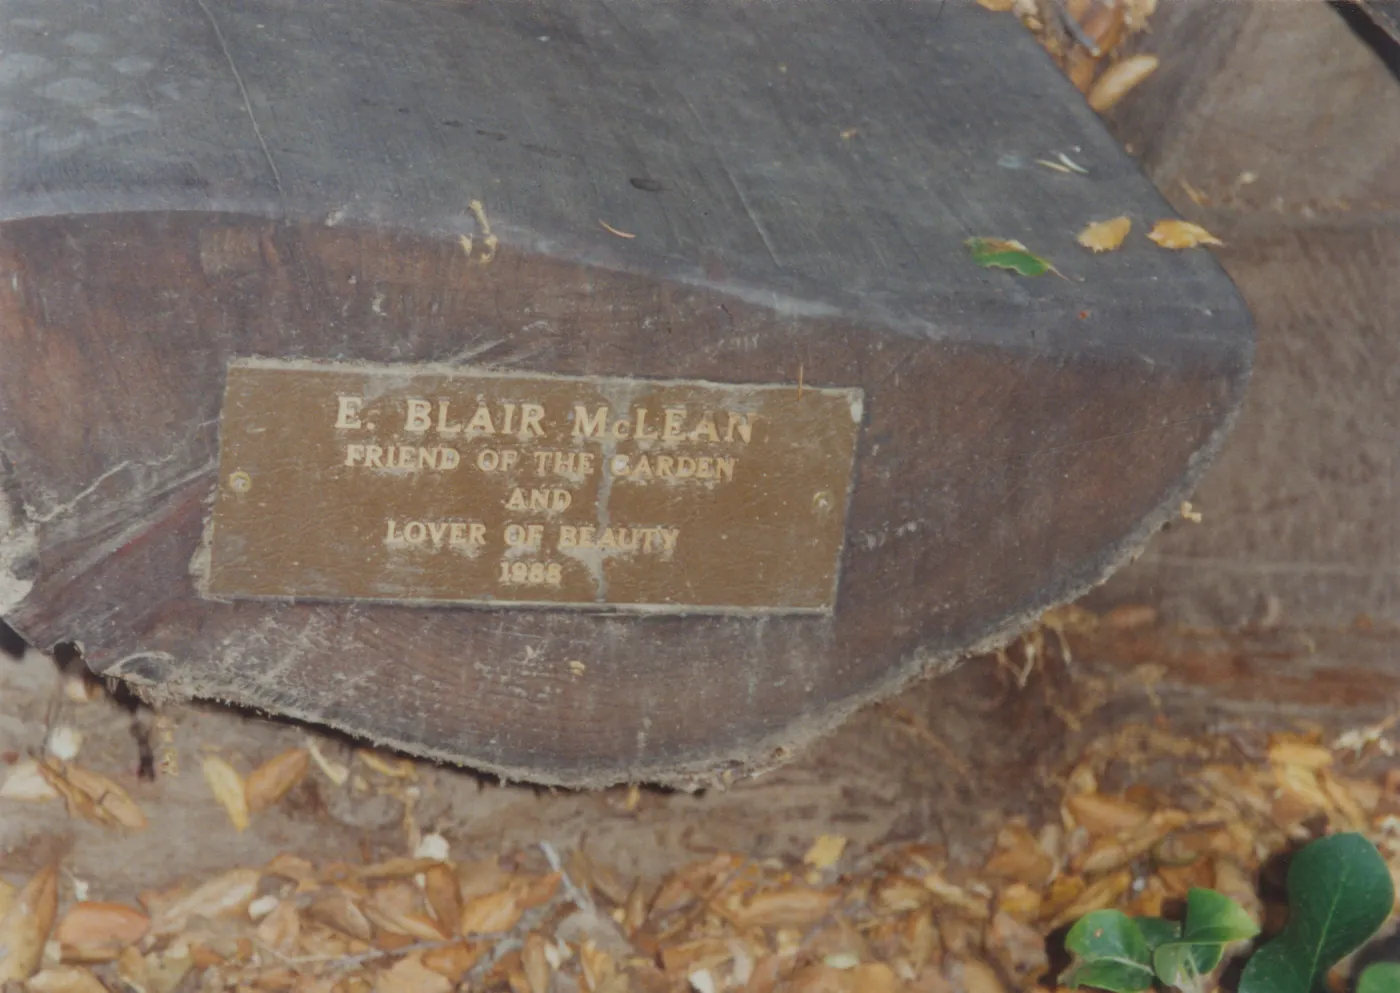 E. BLAIR McLEAN
FRIEND OF THE GARDEN
AND
LOVER OF BEAUTY
1988